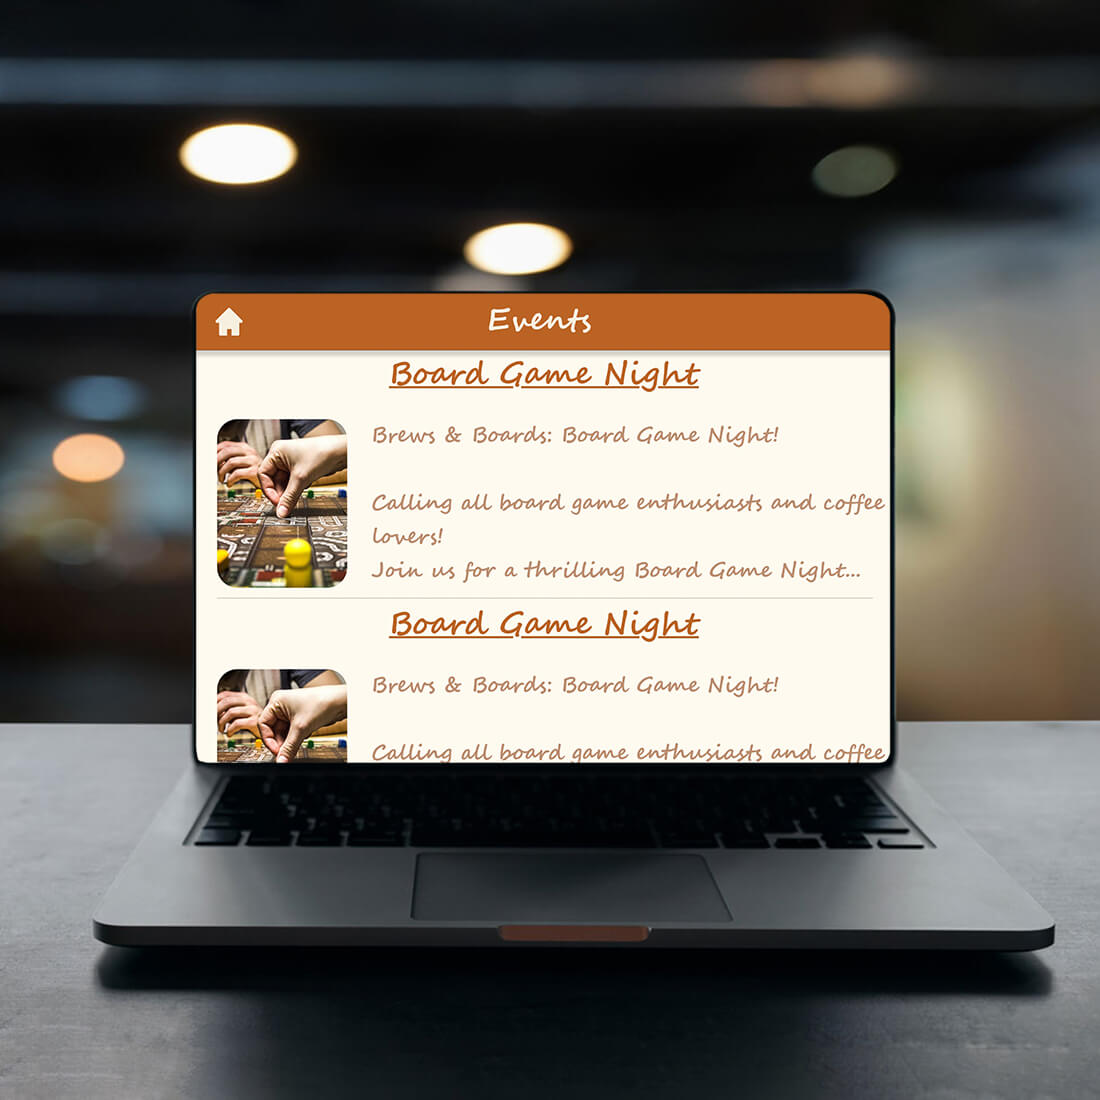 Events
Board Game Night
Brews & Boards: Board Game Night!
Calling all board game enthusiasts and coffee
lovers!
Join us for a thrilling Board Game Night...
Board Game Night
Brews & Boards: Board Game Night!
Calling all board game enthusiasts and coffee